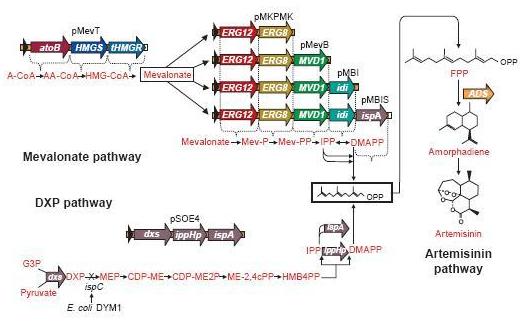 pMevT
atoB HMGS tHMGR
A-CoA AA-CoA HMG-CoA Mevalonate
pMKPMK
ERG12 ERG8
pMevB
ERG12 ERG8 MVD1
pMBI
ERG12 ERG8 MVD1 idi
pMBIS
ERG12 ERG8 MVD1 idi ispA
Mevalonate Mev-P Mev-PP IPP DMAPP
Mevalonate pathway
OPP
OPP
FPP
ADS
Amorphadiene
Artemisinin
Artemisinin
pathway
DXP pathway
pSOE4
dxs ippHp ispA
ispA
IPP ippHp DMAPP
G3P
dxs DXP X MEP CDP-ME CDP-ME2P ME-2,4cPP HMB4PP
Pyruvate
ispC
E. coli DYM1